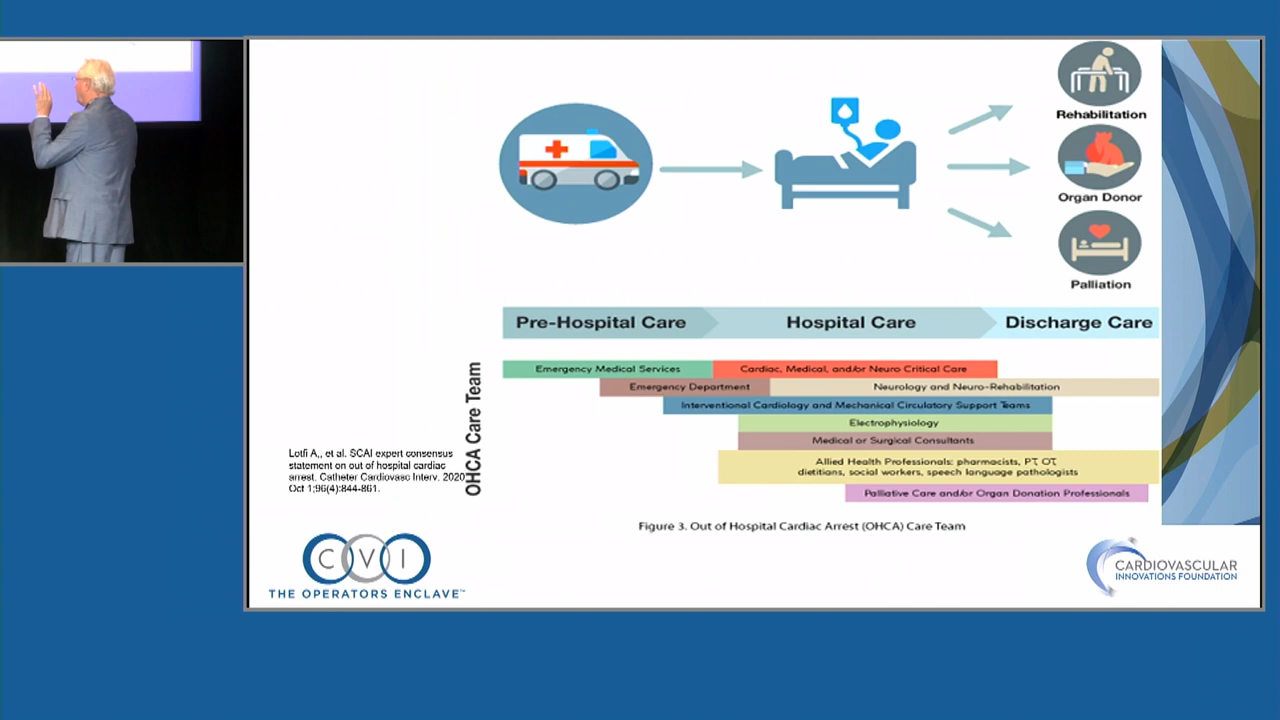 Rehabilitation
Organ Donor
Palliation
Pre-Hospital Care
Hospital Care
Discharge Care
OHCA Care Team
Emergency Medical Services
Cardiac, Medical, and/or Neuro Critical Care
Emergency Department
Neurology and Neuro-Rehabilitation
Interventional Cardiology and Mechanical Circulatory Support Teams
Electrophysiology
Medical or Surgical Consultants
Allied Health Professionals: pharmacists, PT, OT,
dietitians, social workers, speech language pathologists
Palliative Care and/or Organ Donation Professionals
Lotfi A,, et al. SCAI expert consensus
statement on out of hospital cardiac
arrest. Catheter Cardiovasc Interv. 2020
Oct 1;96(4):844-861.
Figure 3. Out of Hospital Cardiac Arrest (OHCA) Care Team
CVI
THE OPERATORS ENCLAVE™
CARDIOVASCULAR
INNOVATIONS FOUNDATION